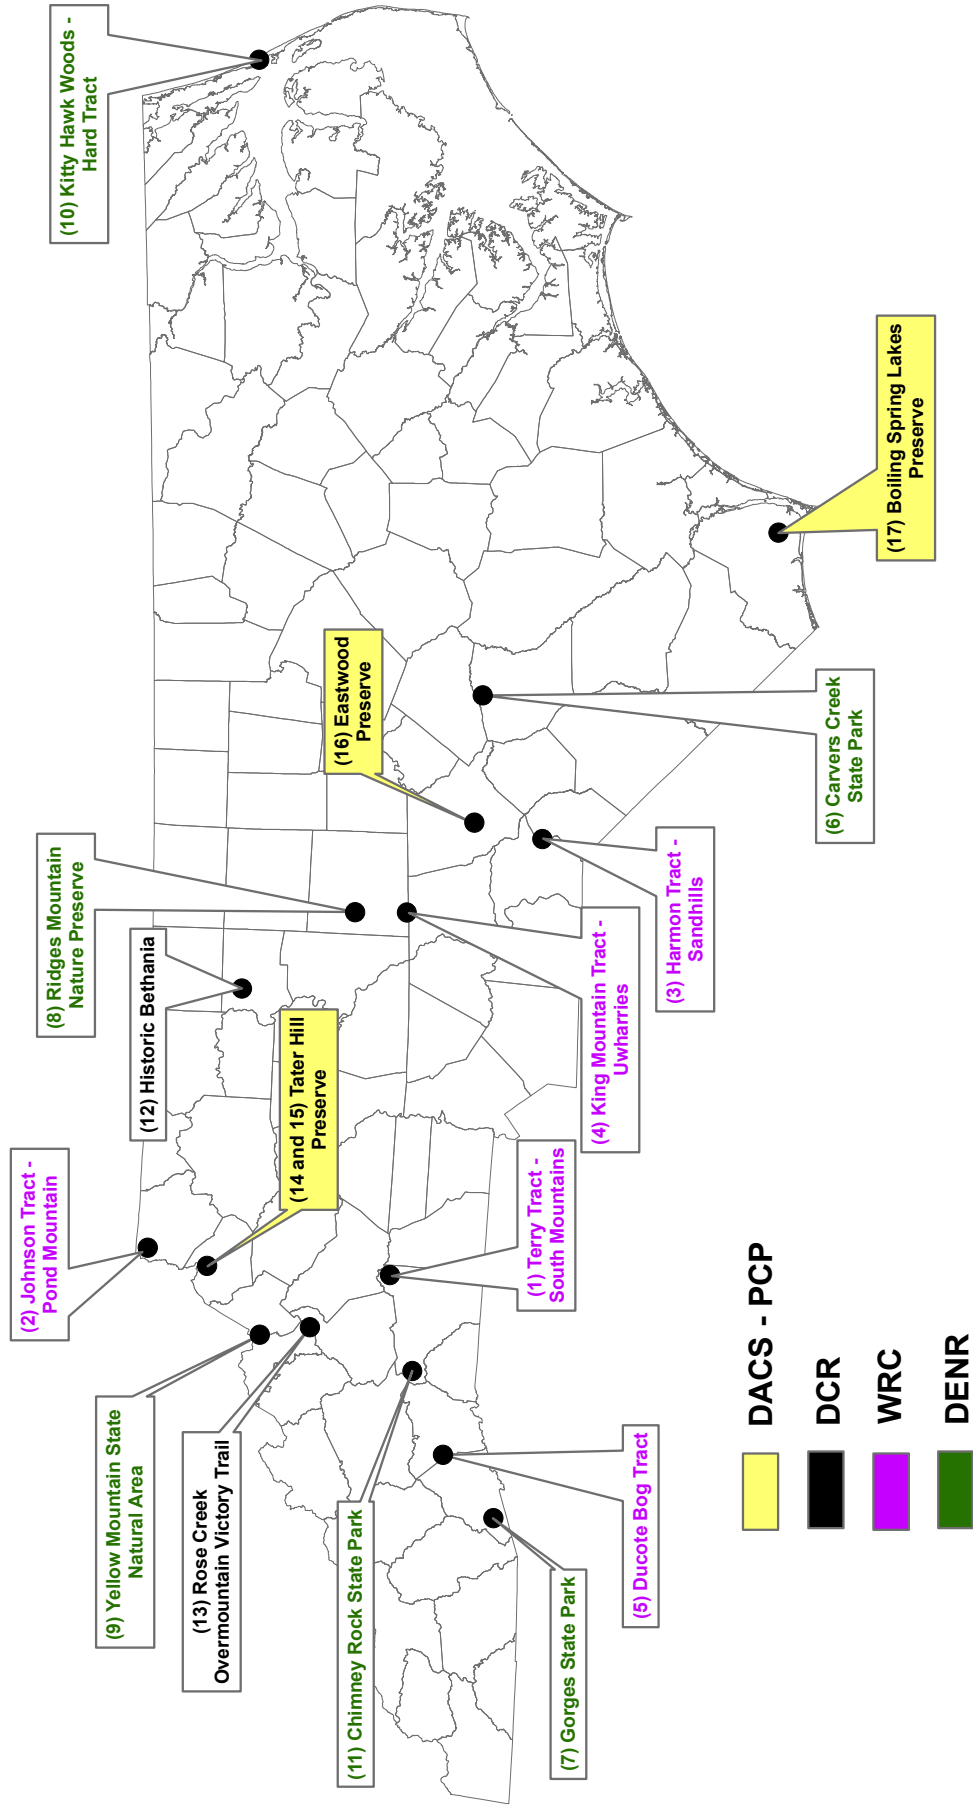 (2) Johnson Tract -
Pond Mountain
(9) Yellow Mountain State
Natural Area
(13) Rose Creek
Overmountain Victory Trail
(11) Chimney Rock State Park
(7) Gorges State Park
(5) Ducote Bog Tract
(12) Historic Bethania
(14 and 15) Tater Hill
Preserve
(1) Terry Tract -
South Mountains
(8) Ridges Mountain
Nature Preserve
(4) King Mountain Tract -
Uwharries
(3) Harmon Tract -
Sandhills
(16) Eastwood
Preserve
(6) Carvers Creek
State Park
(10) Kitty Hawk Woods -
Hard Tract
(17) Boiling Spring Lakes
Preserve
DACS - PCP
DCR
WRC
DENR